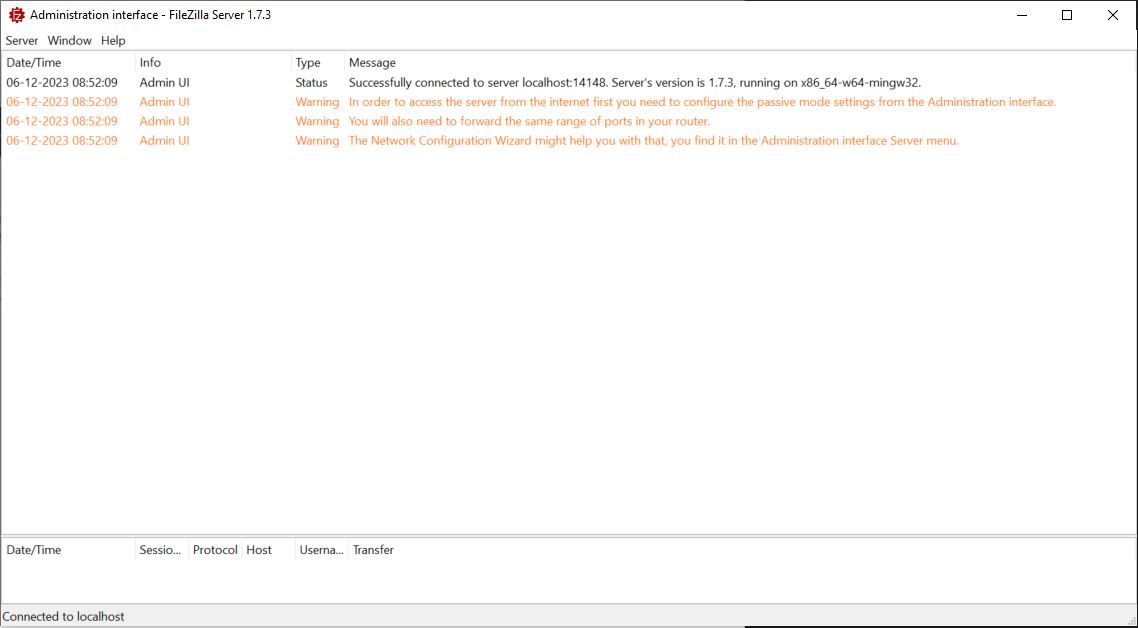 Administration interface - FileZilla Server 1.7.3
Server Window Help
Date/Time Info Type Message
06-12-2023 08:52:09 Admin UI Status Successfully connected to server localhost:14148. Server's version is 1.7.3, running on x86_64-w64-mingw32.
06-12-2023 08:52:09 Admin UI Warning In order to access the server from the internet first you need to configure the passive mode settings from the Administration interface.
06-12-2023 08:52:09 Admin UI Warning You will also need to forward the same range of ports in your router.
06-12-2023 08:52:09 Admin UI Warning The Network Configuration Wizard might help you with that, you find it in the Administration interface Server menu.
Date/Time Sessio... Protocol Host Userna... Transfer
Connected to localhost